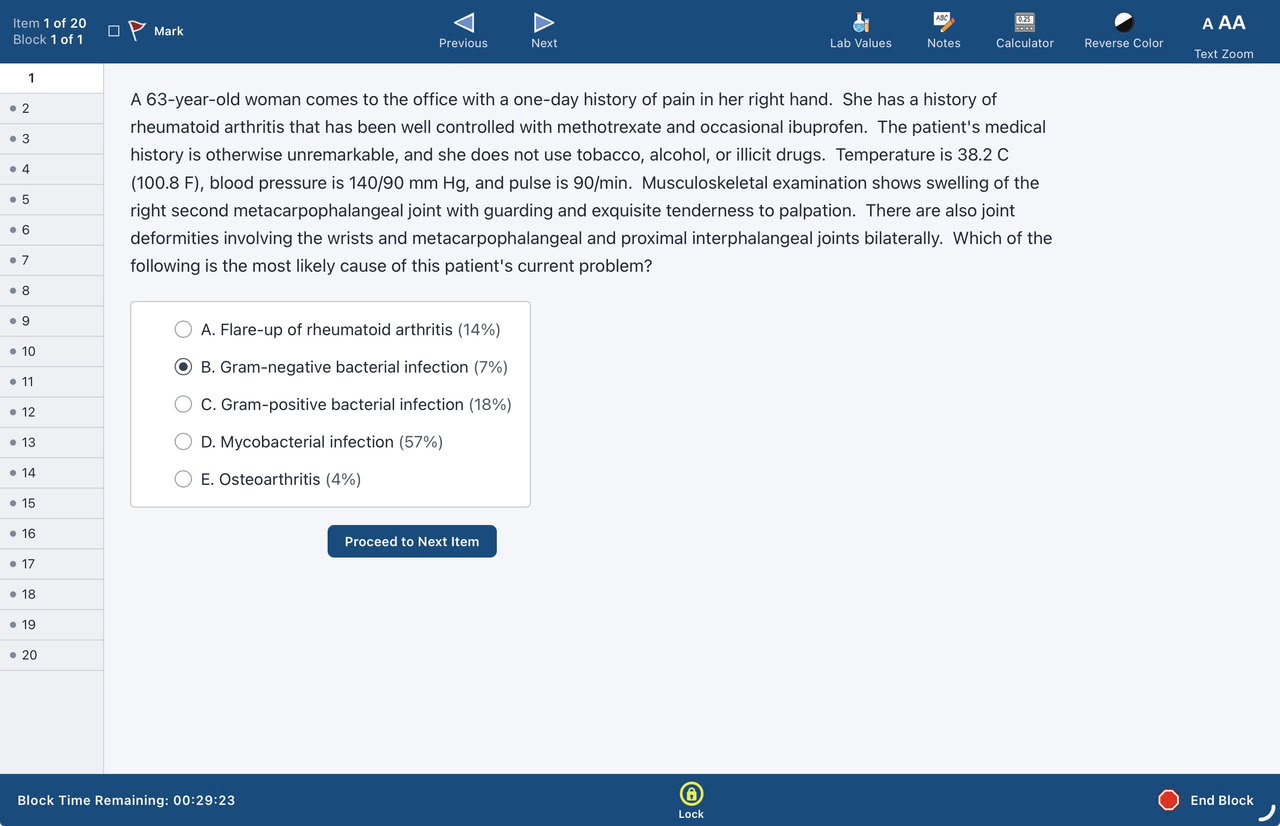 Item 1 of 20
Block 1 of 1
Mark
Previous
Next
Lab Values
ABC
Notes
0.25
Calculator
Reverse Color
A AA
Text Zoom
1
2
3
4
5
6
7
8
9
10
11
12
13
14
15
16
17
18
19
20
A 63-year-old woman comes to the office with a one-day history of pain in her right hand.  She has a history of
rheumatoid arthritis that has been well controlled with methotrexate and occasional ibuprofen.  The patient's medical
history is otherwise unremarkable, and she does not use tobacco, alcohol, or illicit drugs.  Temperature is 38.2 C
(100.8 F), blood pressure is 140/90 mm Hg, and pulse is 90/min.  Musculoskeletal examination shows swelling of the
right second metacarpophalangeal joint with guarding and exquisite tenderness to palpation.  There are also joint
deformities involving the wrists and metacarpophalangeal and proximal interphalangeal joints bilaterally.  Which of the
following is the most likely cause of this patient's current problem?
A. Flare-up of rheumatoid arthritis (14%)
B. Gram-negative bacterial infection (7%)
C. Gram-positive bacterial infection (18%)
D. Mycobacterial infection (57%)
E. Osteoarthritis (4%)
Proceed to Next Item
Block Time Remaining: 00:29:23
Lock
End Block